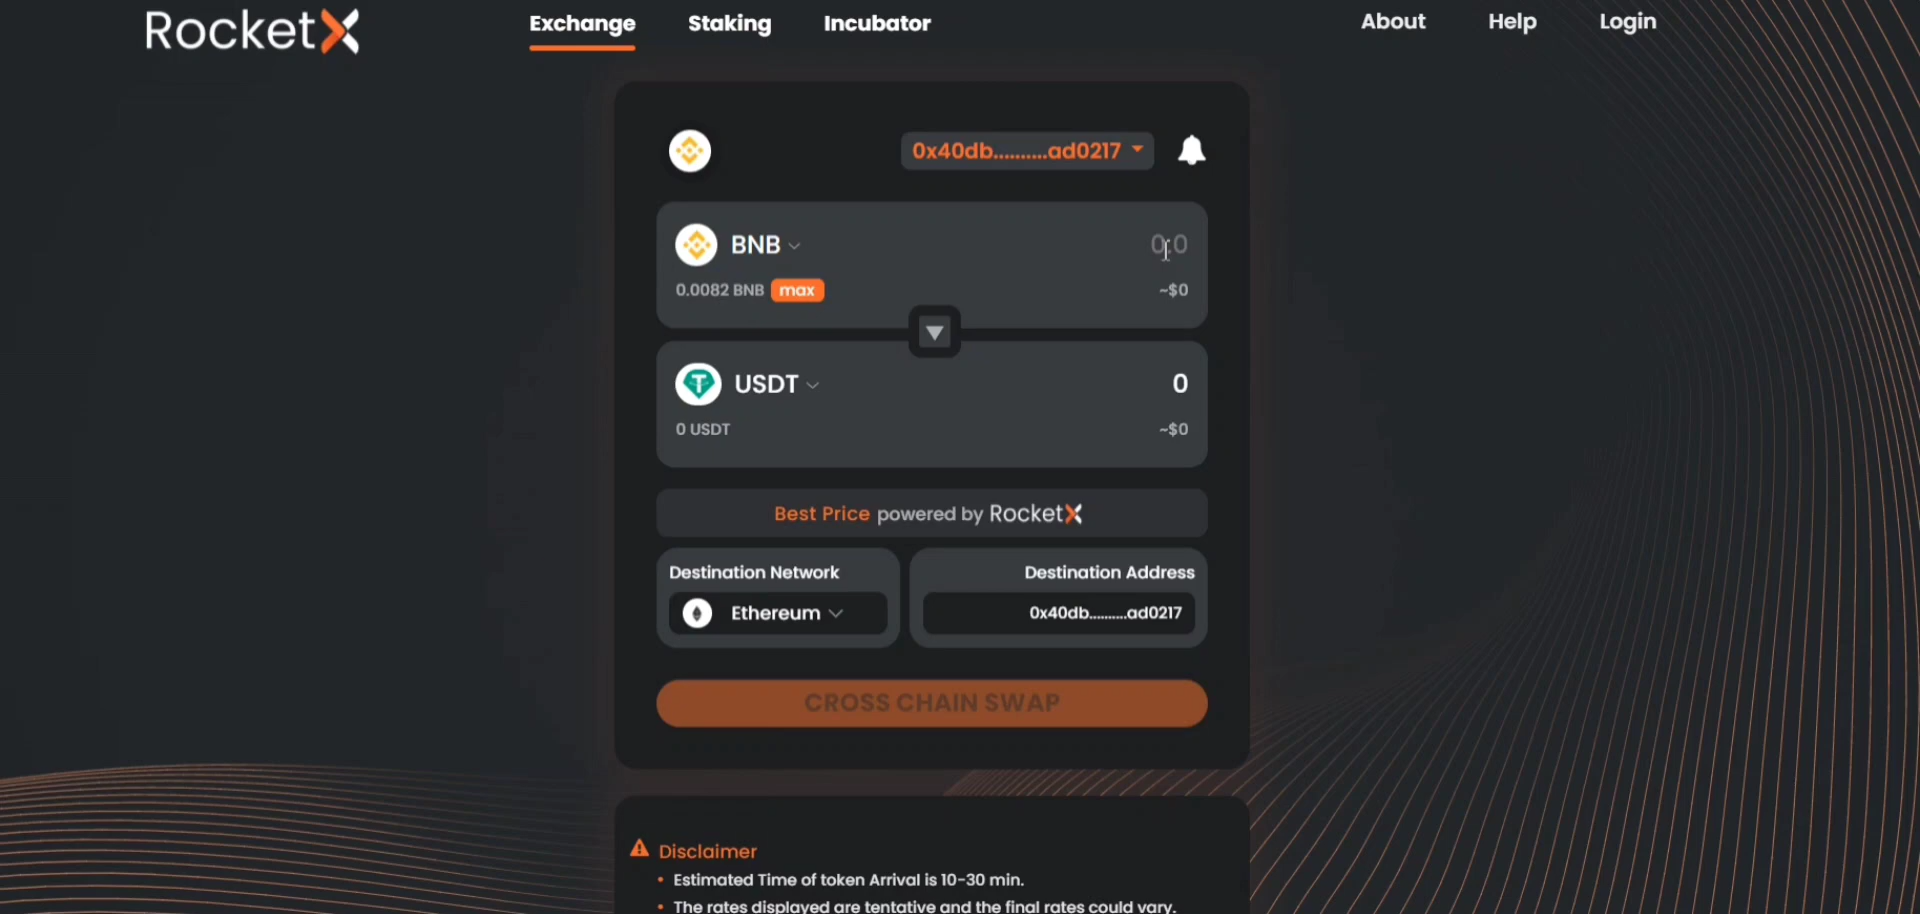 RocketX
Exchange Staking Incubator
About Help Login
0x40db..........ad0217
BNB
0.0
0.0082 BNB max
~$0
USDT
0
0 USDT
~$0
Best Price powered by RocketX
Destination Network
Ethereum
Destination Address
0x40db..........ad0217
CROSS CHAIN SWAP
Disclaimer
• Estimated Time of token Arrival is 10-30 min.
• The rates displayed are tentative and the final rates could vary.